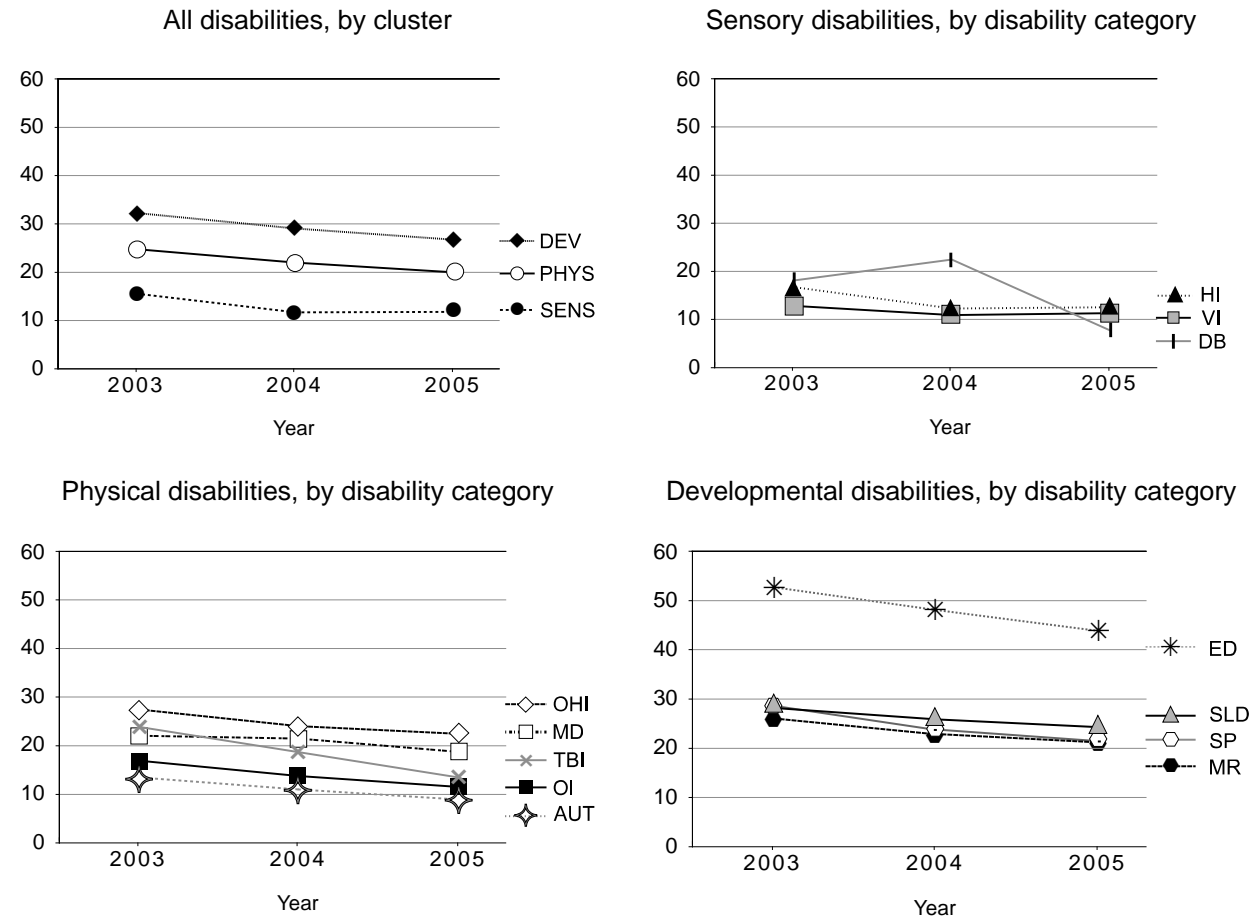 All disabilities, by cluster
60
50
40
30
20
10
0
2003 2004 2005
Year
DEV
PHYS
SENS
Sensory disabilities, by disability category
60
50
40
30
20
10
0
2003 2004 2005
Year
HI
VI
DB
Physical disabilities, by disability category
60
50
40
30
20
10
0
2003 2004 2005
Year
OHI
MD
TBI
OI
AUT
Developmental disabilities, by disability category
60
50
40
30
20
10
0
2003 2004 2005
Year
ED
SLD
SP
MR